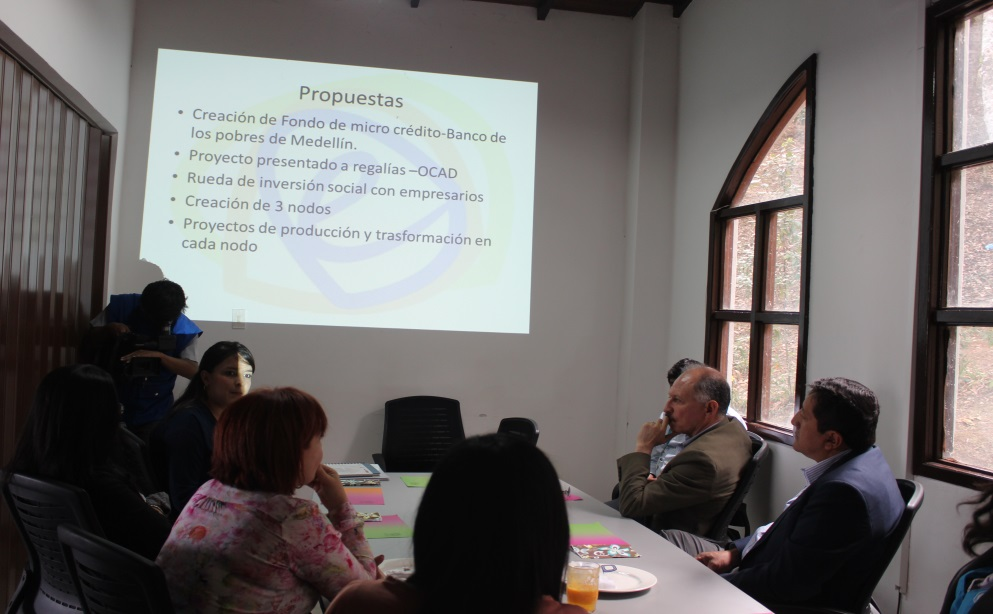 Propuestas
• Creación de Fondo de micro crédito-Banco de
los pobres de Medellín.
• Proyecto presentado a regalías –OCAD
• Rueda de inversión social con empresarios
• Creación de 3 nodos
• Proyectos de producción y trasformación en
cada nodo